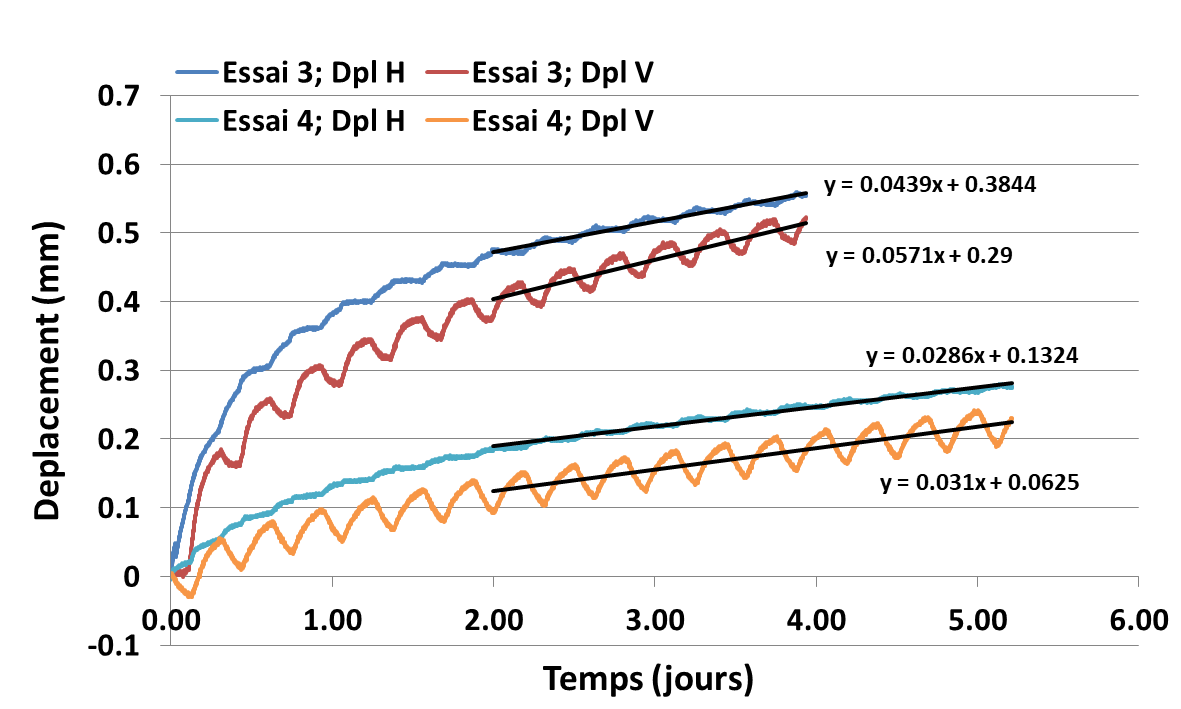 Essai 3; Dpl H
Essai 3; Dpl V
Essai 4; Dpl H
Essai 4; Dpl V
0.7
0.6
0.5
0.4
0.3
0.2
0.1
0
-0.1
Deplacement (mm)
y = 0.0439x + 0.3844
y = 0.0571x + 0.29
y = 0.0286x + 0.1324
y = 0.031x + 0.0625
0.00 1.00 2.00 3.00 4.00 5.00 6.00
Temps (jours)